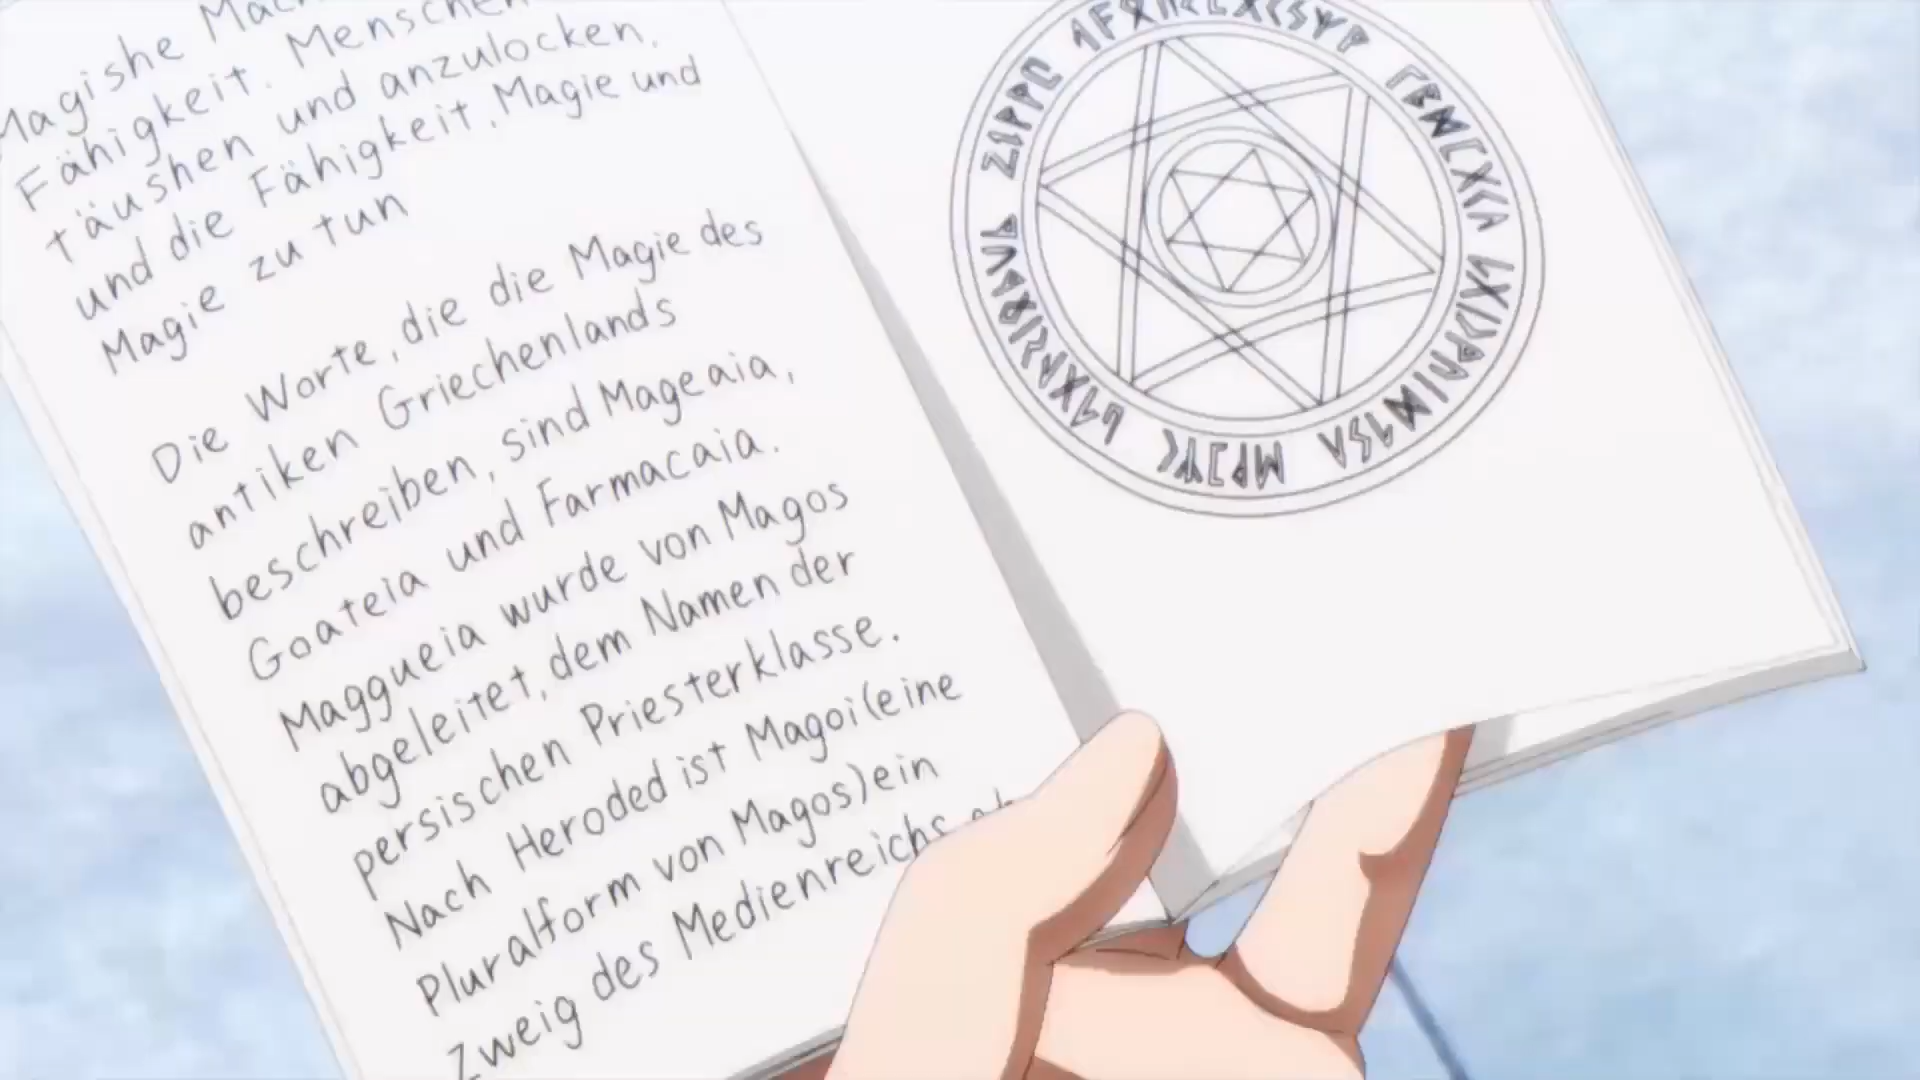 Magishe
Fähigkeit. Menschen
täushen und anzulocken.
und die Fähigkeit, Magie und
Magie zu tun
Die Worte, die die Magie des
antiken Griechenlands
beschreiben, sind Mageaia,
Goateia und Farmacaia.
Maggueia wurde von Magos
abgeleitet, dem Namen der
persischen Priesterklasse.
Nach Heroded ist Magoi(eine
Pluralform von Magos)ein
Zweig des Medienreichs